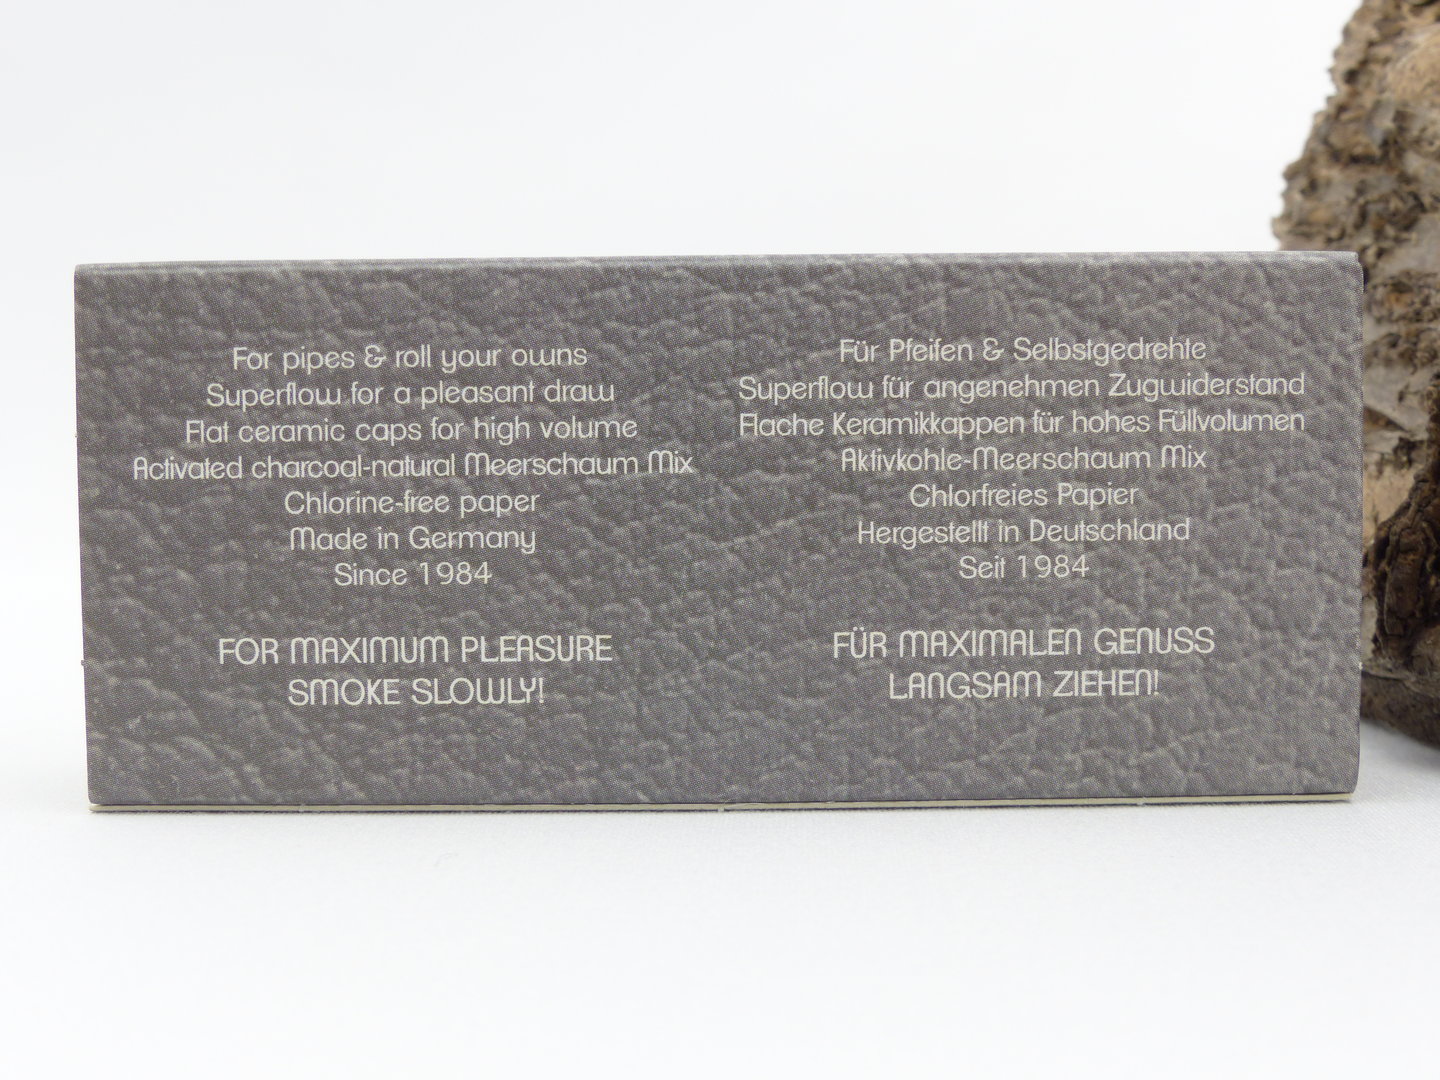 For pipes & roll your owns
Superflow for a pleasant draw
Flat ceramic caps for high volume
Activated charcoal-natural Meerschaum Mix
Chlorine-free paper
Made in Germany
Since 1984
FOR MAXIMUM PLEASURE
SMOKE SLOWLY!
Für Pfeifen & Selbstgedrehte
Superflow für angenehmen Zugwiderstand
Flache Keramikkappen für hohes Füllvolumen
Aktivkohle-Meerschaum Mix
Chlorfreies Papier
Hergestellt in Deutschland
Seit 1984
FÜR MAXIMALEN GENUSS
LANGSAM ZIEHEN!